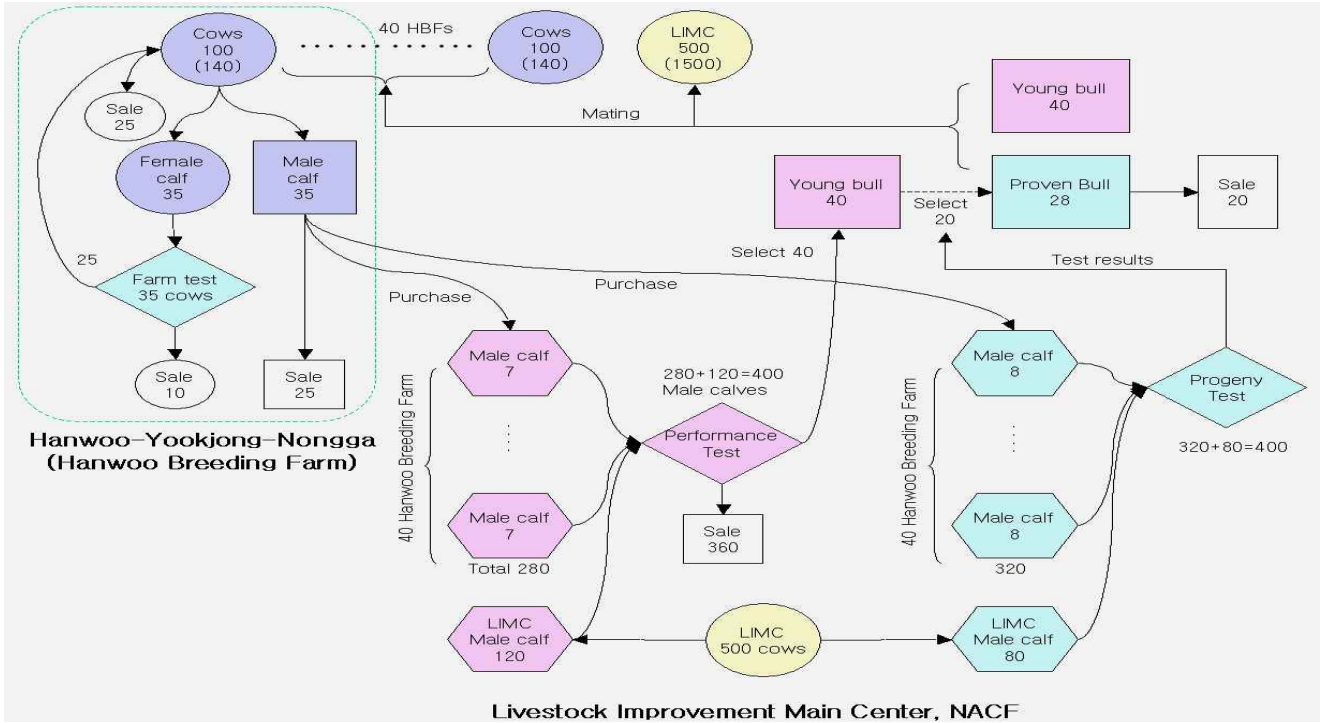 Cows
100
(140)
40 HBFs
Cows
100
(140)
LIMC
500
(1500)
Sale
25
Mating
Young bull
40
Female
calf
35
Male
calf
35
Young bull
40
Select
20
Proven Bull
28
Sale
20
25
Farm test
35 cows
Select 40
Test results
Purchase
Purchase
Sale
10
Sale
25
Hanwoo-Yookjong-Nongga
(Hanwoo Breeding Farm)
40 Hanwoo Breeding Farm
Male calf
7
Male calf
7
Total 280
280+120=400
Male calves
Performance
Test
Sale
360
40 Hanwoo Breeding Farm
Male calf
8
Male calf
8
320
Progeny
Test
320+80=400
LIMC
Male calf
120
LIMC
500 cows
LIMC
Male calf
80
Livestock Improvement Main Center, NACF